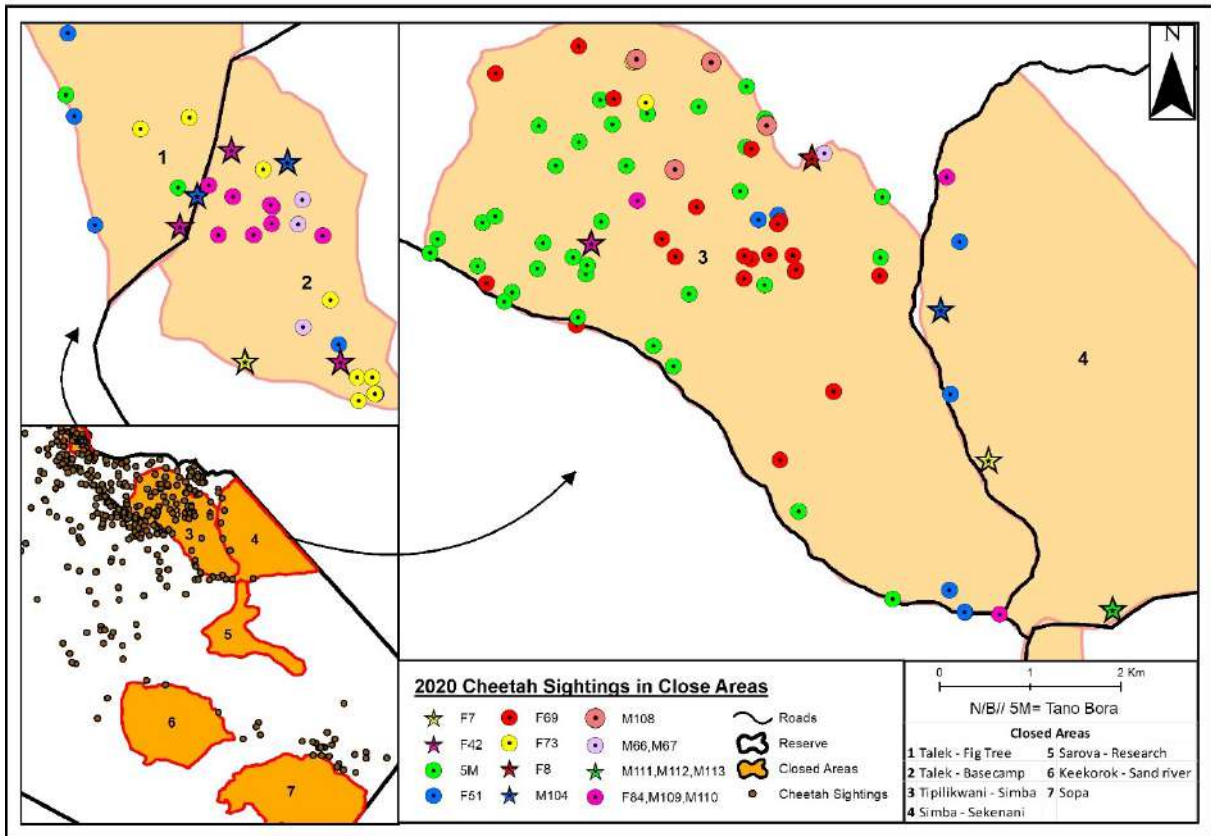 N
1
2
3
4
3
4
5
6
7
2020 Cheetah Sightings in Close Areas
F7
F69
M108
Roads
F42
F73
M66,M67
Reserve
5M
F8
M111,M112,M113
Closed Areas
F51
M104
F84,M109,M110
Cheetah Sightings
0 1 2 Km
N/B// 5M= Tano Bora
Closed Areas
1 Talek - Fig Tree 5 Sarova - Research
2 Talek - Basecamp 6 Keekorok - Sand river
3 Tipilikwani - Simba 7 Sopa
4 Simba - Sekenani